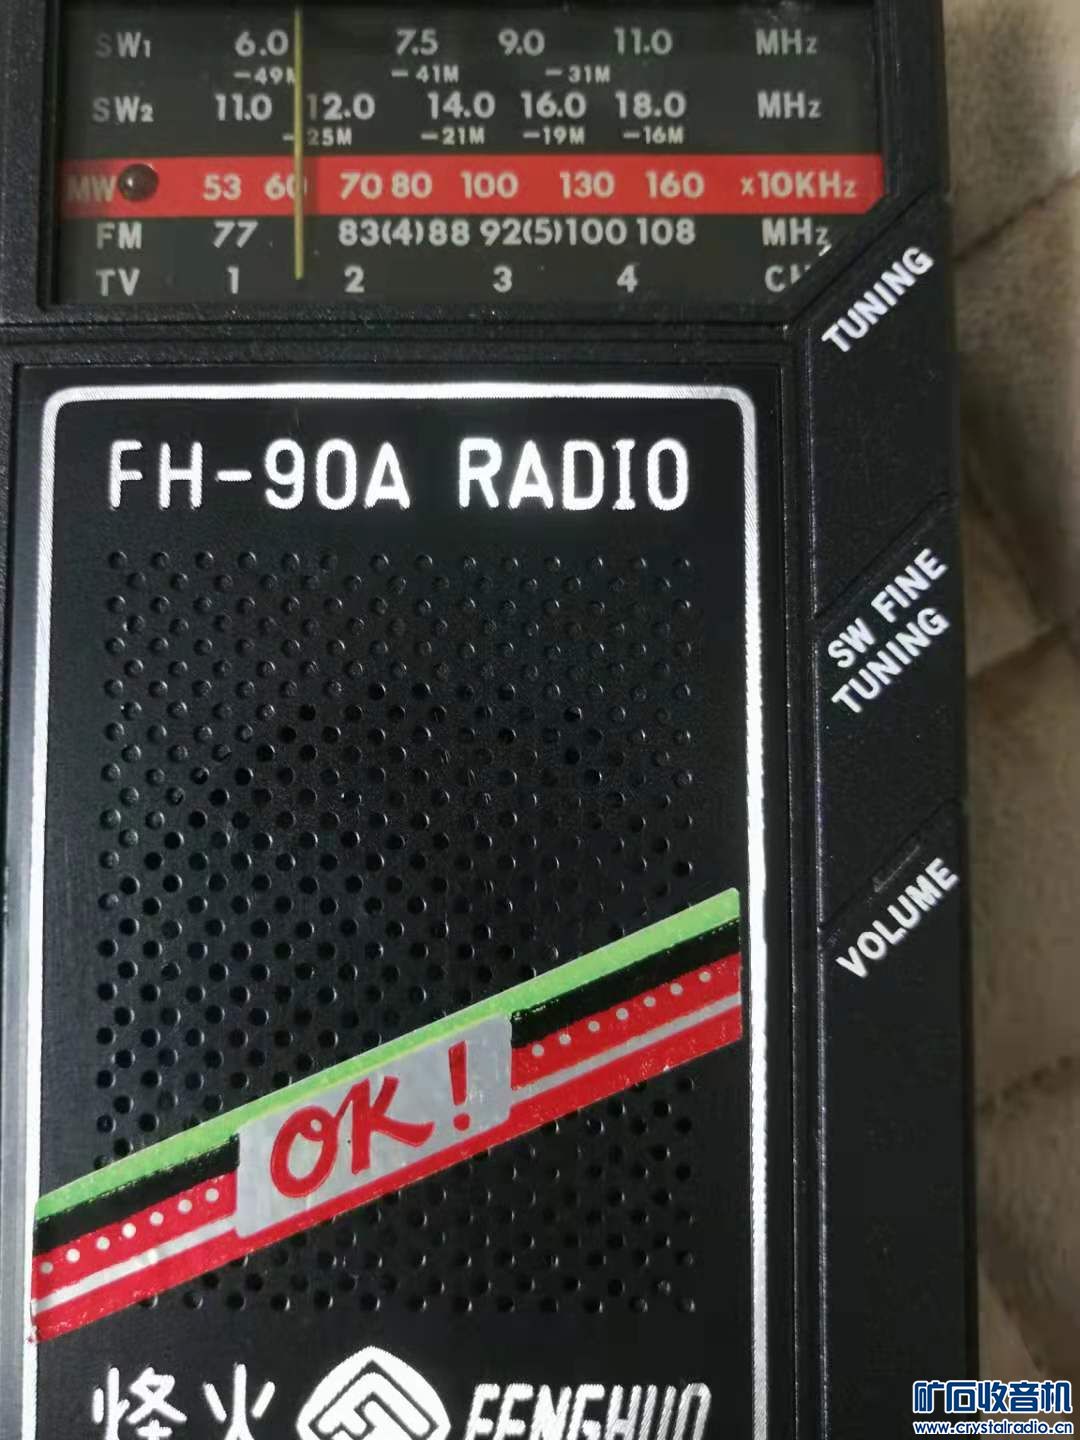 SW1 6.0 7.5 9.0 11.0 MHz
-49M -41M -31M
SW2 11.0 12.0 14.0 16.0 18.0 MHz
-25M -21M -19M -16M
MW 53 60 70 80 100 130 160 ×10KHz
FM 77 83(4)88 92(5)100 108 MHz
TV 1 2 3 4
TUNING
FH-90A RADIO
SW FINE
TUNING
VOLUME
OK!
烽火 FENGHUO
矿石收音机
www.crystalradio.cn